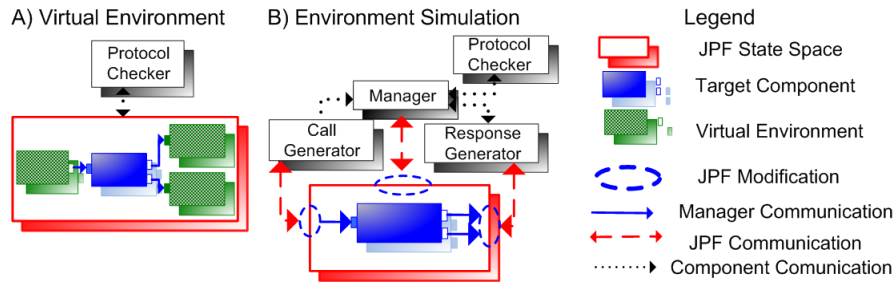 A) Virtual Environment
Protocol
Checker
B) Environment Simulation
Protocol
Checker
Manager
Call
Generator
Response
Generator
Legend
JPF State Space
Target Component
Virtual Environment
JPF Modification
Manager Communication
JPF Communication
Component Comunication